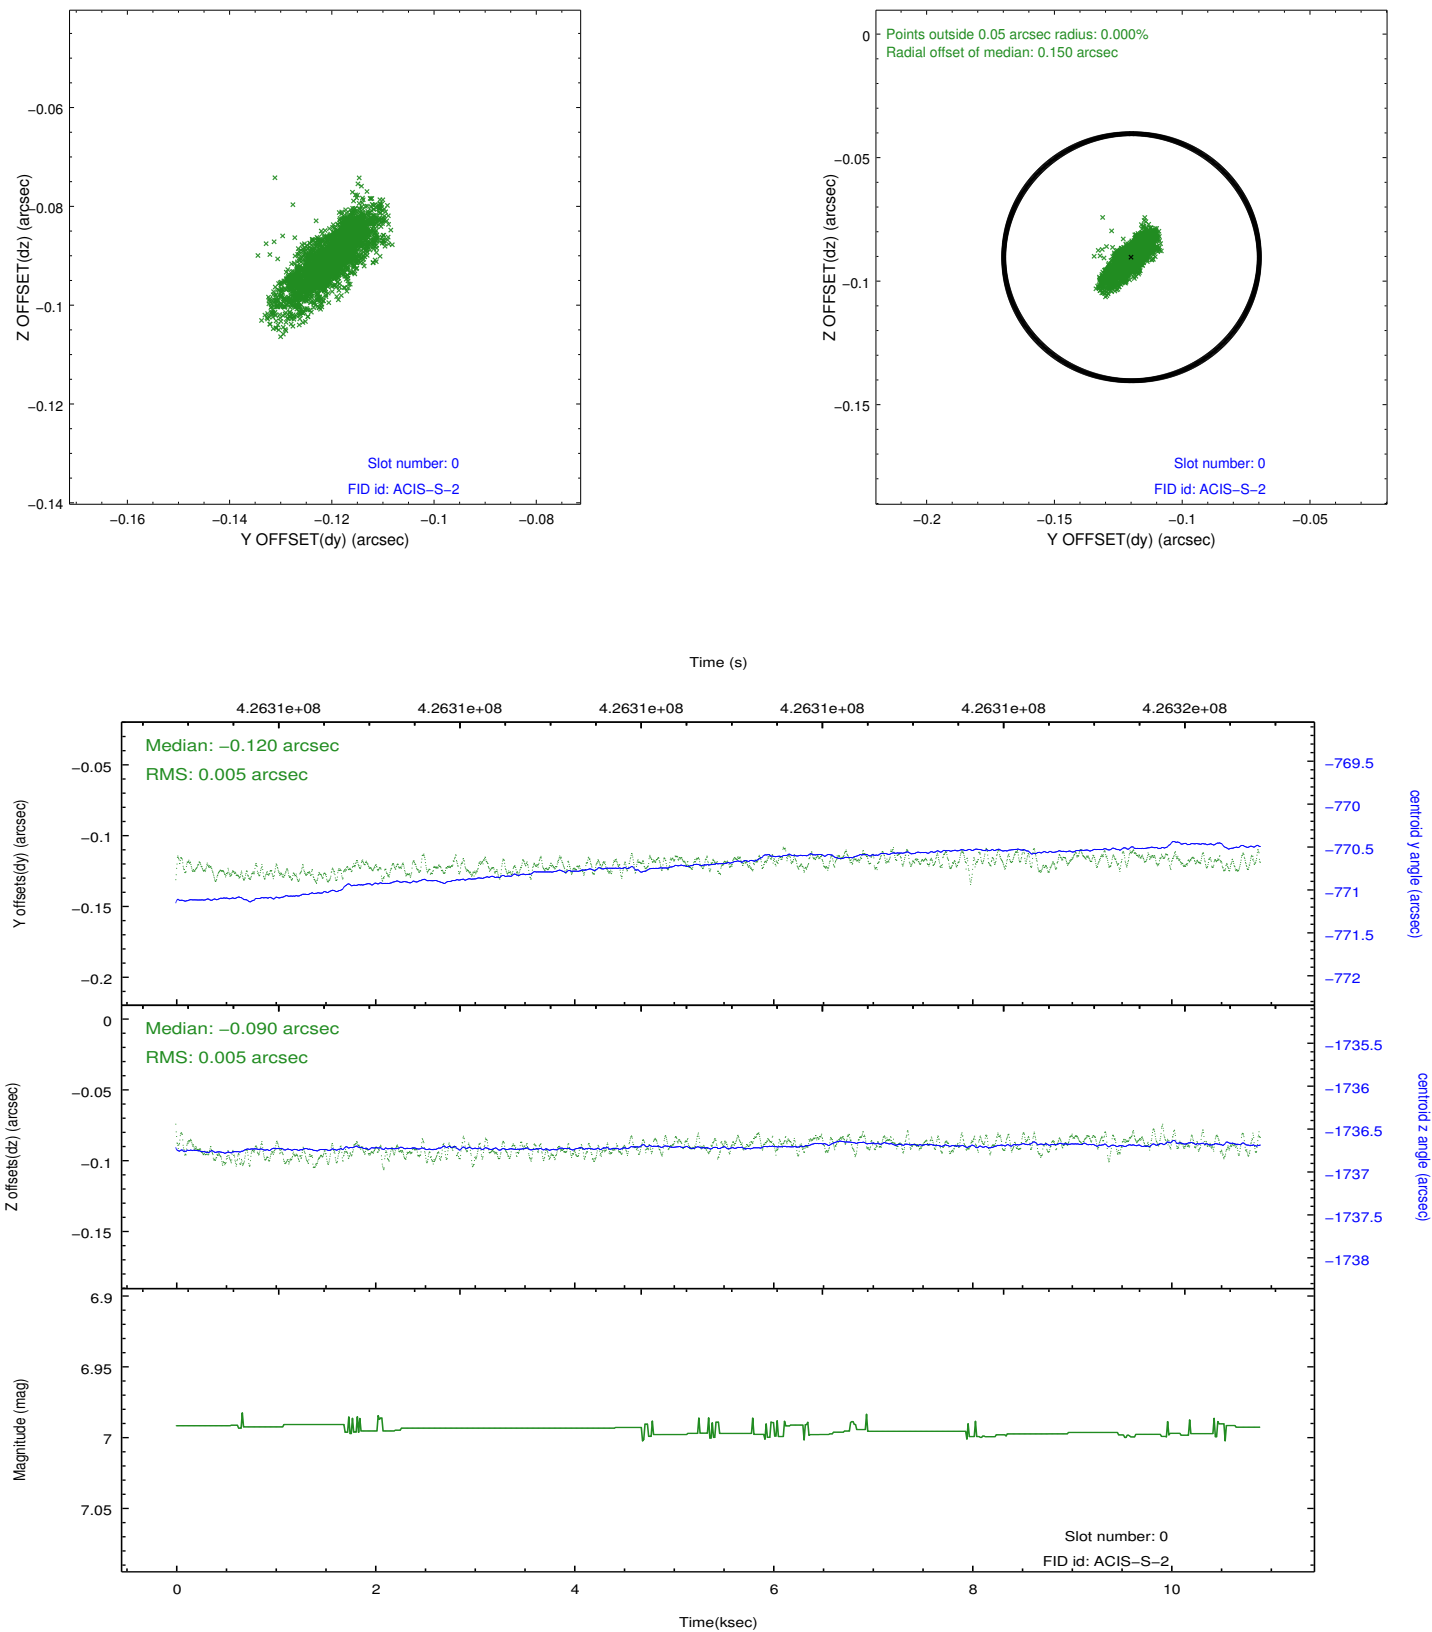 −0.06
−0.08
−0.1
−0.12
−0.14
Z OFFSET(dz) (arcsec)
Slot number: 0
FID id: ACIS−S−2
−0.16 −0.14 −0.12 −0.1 −0.08
Y OFFSET(dy) (arcsec)
Points outside 0.05 arcsec radius: 0.000%
Radial offset of median: 0.150 arcsec
0
−0.05
−0.1
−0.15
Z OFFSET(dz) (arcsec)
Slot number: 0
FID id: ACIS−S−2
−0.2 −0.15 −0.1 −0.05
Y OFFSET(dy) (arcsec)
Time (s)
4.2631e+08 4.2631e+08 4.2631e+08 4.2631e+08 4.2631e+08 4.2632e+08
Median: −0.120 arcsec
RMS: 0.005 arcsec
−0.05
−0.1
−0.15
−0.2
Y offsets(dy) (arcsec)
−769.5
−770
−770.5
−771
−771.5
−772
centroid y angle (arcsec)
Median: −0.090 arcsec
RMS: 0.005 arcsec
0
−0.05
−0.1
−0.15
Z offsets(dz) (arcsec)
−1735.5
−1736
−1736.5
−1737
−1737.5
−1738
centroid z angle (arcsec)
6.9
6.95
7
7.05
Magnitude (mag)
Slot number: 0
FID id: ACIS−S−2
0 2 4 6 8 10
Time(ksec)